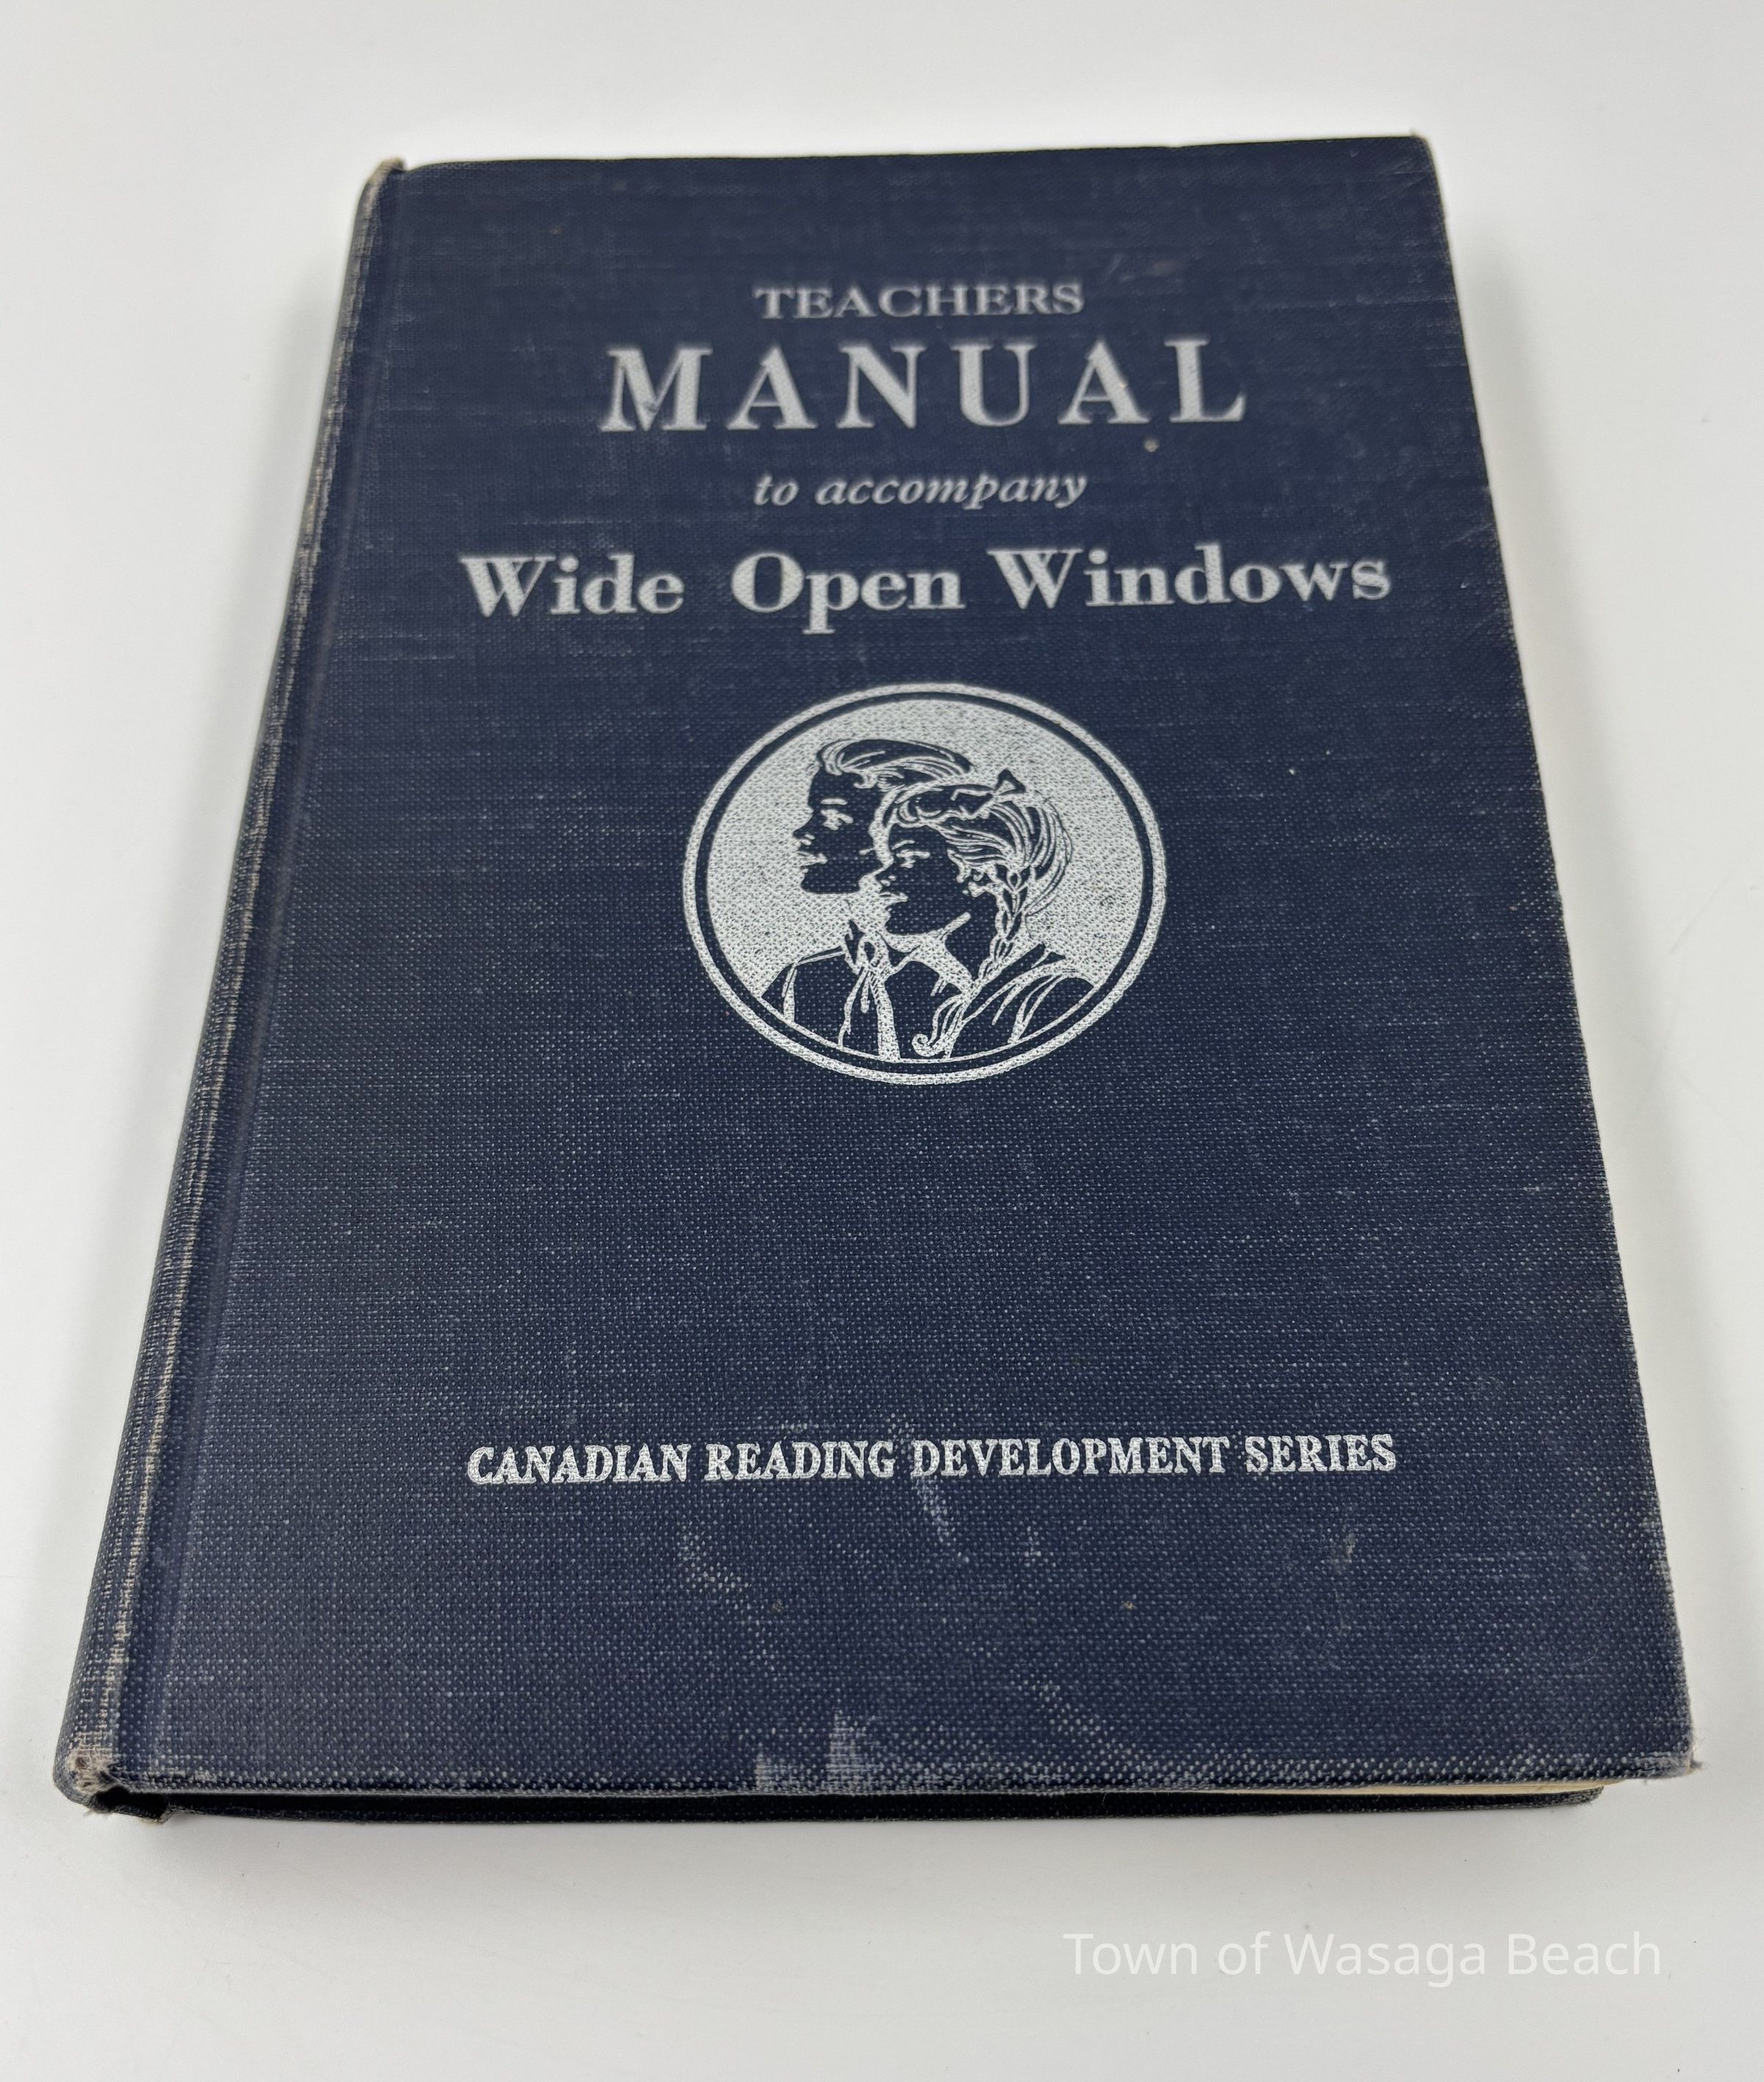 TEACHERS
MANUAL
to accompany
Wide Open Windows
CANADIAN READING DEVELOPMENT SERIES
Town of Wasaga Beach